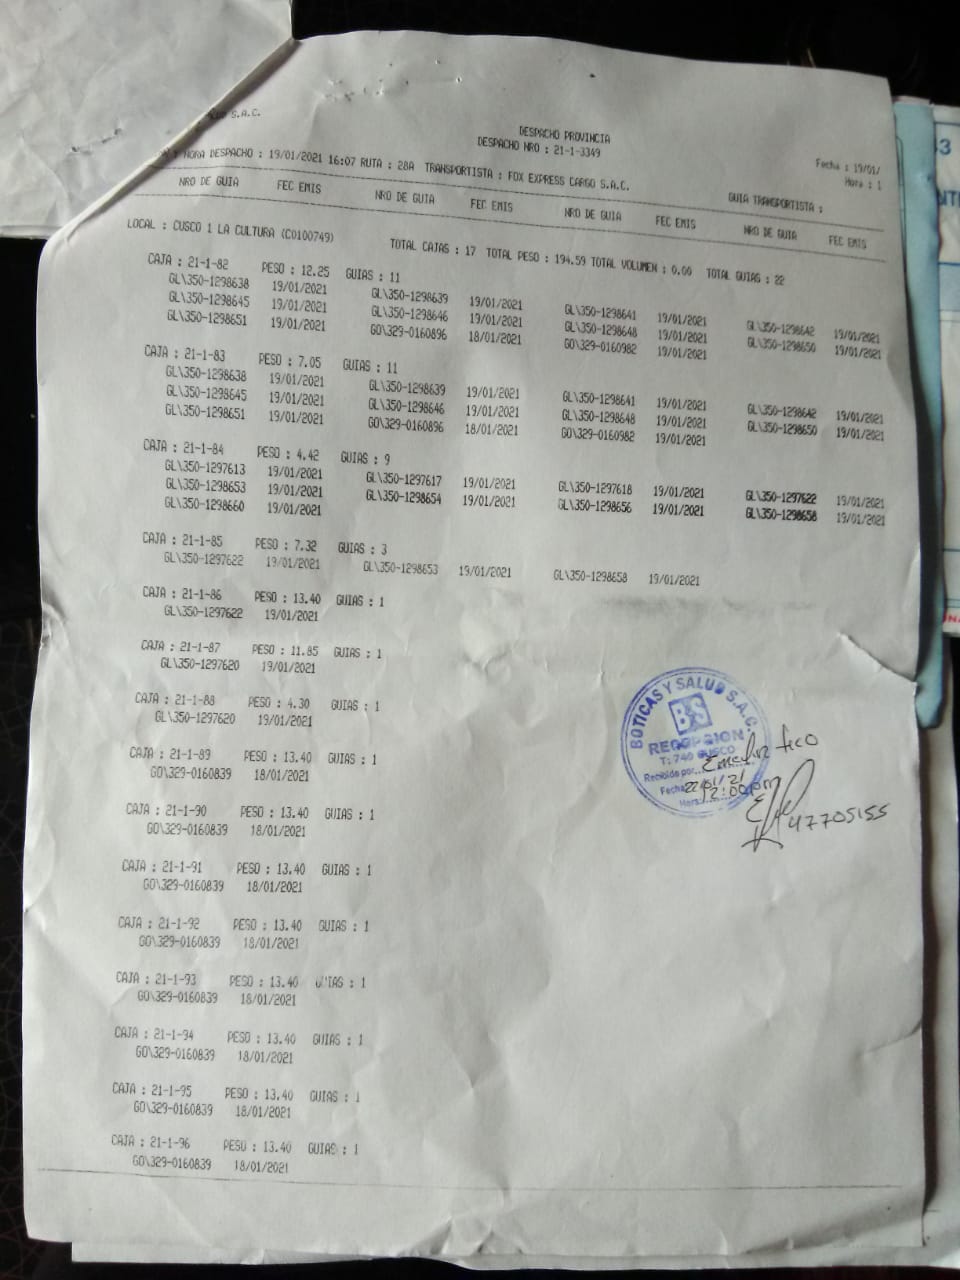 S.A.C.
DESPACHO PROVINCIA
DESPACHO NRO : 21-1-3349
Fecha : 19/01/
Hora : 1
HORA DESPACHO : 19/01/2021 16:07 RUTA : 28A TRANSPORTISTA : FOX EXPRESS CARGO S.A.C.
GUIA TRANSPORTISTA :
NRO DE GUIA FEC EMIS NRO DE GUIA FEC EMIS NRO DE GUIA FEC EMIS NRO DE GUIA FEC EMIS
LOCAL : CUSCO 1 LA CULTURA (C0100749) TOTAL CAJAS : 17 TOTAL PESO : 194.59 TOTAL VOLUMEN : 0.00 TOTAL GUIAS : 22
CAJA : 21-1-82 PESO : 12.25 GUIAS : 11
GL\350-1298638 19/01/2021 GL\350-1298639 19/01/2021 GL\350-1298641 19/01/2021 GL\350-1298642 19/01/2021
GL\350-1298645 19/01/2021 GL\350-1298646 19/01/2021 GL\350-1298648 19/01/2021 GL\350-1298650 19/01/2021
GL\350-1298651 19/01/2021 GO\329-0160896 18/01/2021 GO\329-0160982 19/01/2021
CAJA : 21-1-83 PESO : 7.05 GUIAS : 11
GL\350-1298638 19/01/2021 GL\350-1298639 19/01/2021 GL\350-1298641 19/01/2021 GL\350-1298642 19/01/2021
GL\350-1298645 19/01/2021 GL\350-1298646 19/01/2021 GL\350-1298648 19/01/2021 GL\350-1298650 19/01/2021
GL\350-1298651 19/01/2021 GO\329-0160896 18/01/2021 GO\329-0160982 19/01/2021
CAJA : 21-1-84 PESO : 4.42 GUIAS : 9
GL\350-1297613 19/01/2021 GL\350-1297617 19/01/2021 GL\350-1297618 19/01/2021 GL\350-1297622 19/01/2021
GL\350-1298653 19/01/2021 GL\350-1298654 19/01/2021 GL\350-1298656 19/01/2021 GL\350-1298658 19/01/2021
GL\350-1298660 19/01/2021
CAJA : 21-1-85 PESO : 7.32 GUIAS : 3
GL\350-1297622 19/01/2021 GL\350-1298653 19/01/2021 GL\350-1298658 19/01/2021
CAJA : 21-1-86 PESO : 13.40 GUIAS : 1
GL\350-1297622 19/01/2021
CAJA : 21-1-87 PESO : 11.85 GUIAS : 1
GL\350-1297620 19/01/2021
CAJA : 21-1-88 PESO : 4.30 GUIAS : 1
GL\350-1297620 19/01/2021
CAJA : 21-1-89 PESO : 13.40 GUIAS : 1
GO\329-0160839 18/01/2021
CAJA : 21-1-90 PESO : 13.40 GUIAS : 1
GO\329-0160839 18/01/2021
CAJA : 21-1-91 PESO : 13.40 GUIAS : 1
GO\329-0160839 18/01/2021
CAJA : 21-1-92 PESO : 13.40 GUIAS : 1
GO\329-0160839 18/01/2021
CAJA : 21-1-93 PESO : 13.40 GUIAS : 1
GO\329-0160839 18/01/2021
CAJA : 21-1-94 PESO : 13.40 GUIAS : 1
GO\329-0160839 18/01/2021
CAJA : 21-1-95 PESO : 13.40 GUIAS : 1
GO\329-0160839 18/01/2021
CAJA : 21-1-96 PESO : 13.40 GUIAS : 1
GO\329-0160839 18/01/2021
BOTICAS Y SALUD S.A.C.
BS
RECEPCION
T: 740 CUSCO
Recibido por:
Fecha: 22/01/21
Hora: 12:00pm
47705155